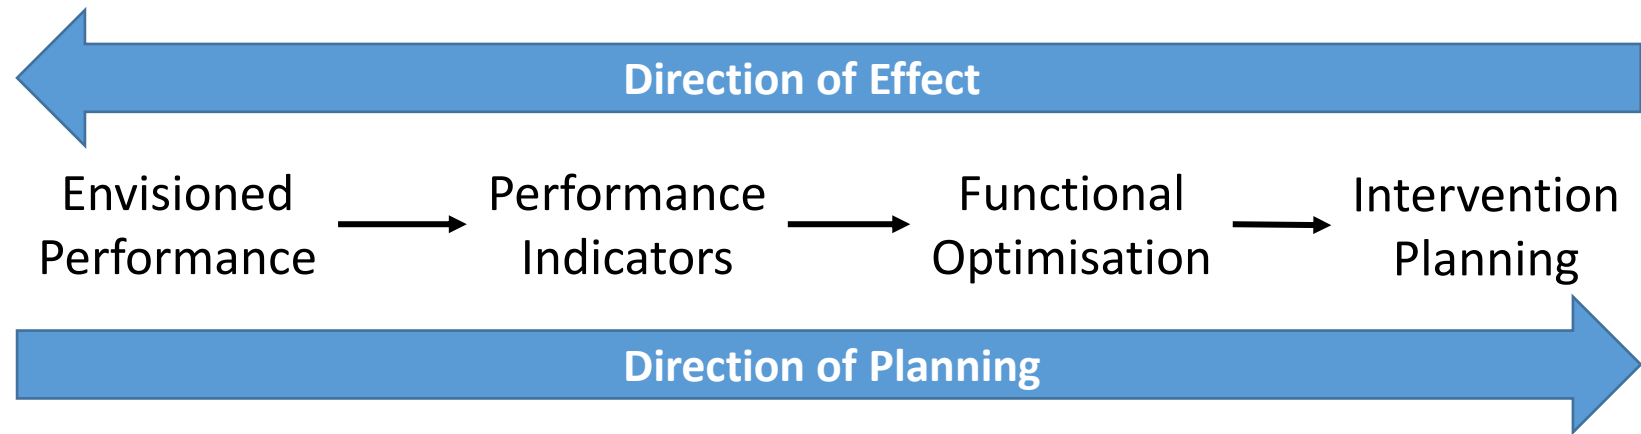 Direction of Effect
Envisioned
Performance
Performance
Indicators
Functional
Optimisation
Intervention
Planning
Direction of Planning